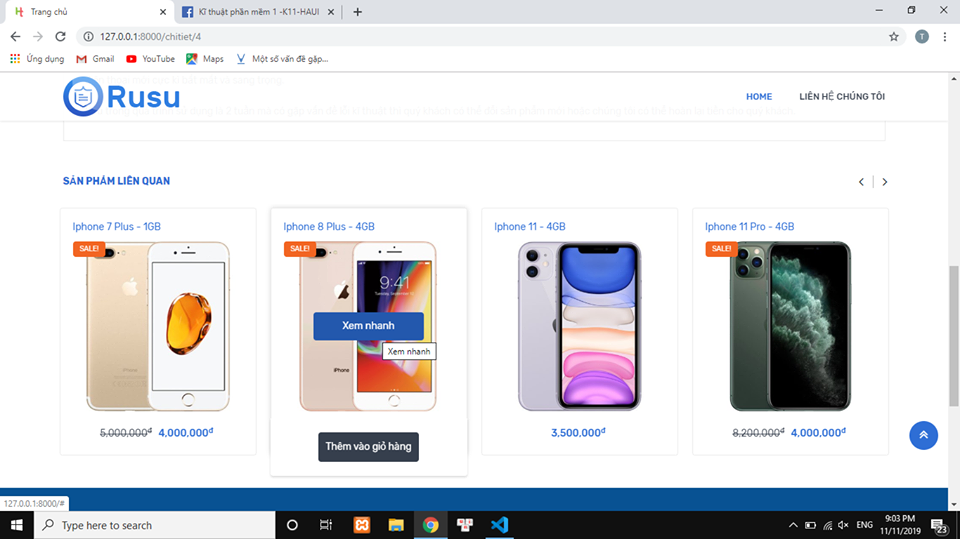 Trang chủ
Kĩ thuật phần mềm 1 -K11-HAUI
127.0.0.1:8000/chitiet/4
T
Ứng dụng
Gmail
YouTube
Maps
Một số vấn đề gặp...
Rusu
HOME
LIÊN HỆ CHÚNG TÔI
SẢN PHẨM LIÊN QUAN
Iphone 7 Plus - 1GB
Iphone 8 Plus - 4GB
Iphone 11 - 4GB
Iphone 11 Pro - 4GB
SALE!
SALE!
SALE!
9:41
Xem nhanh
Xem nhanh
iPhone
5,000,000đ 4,000,000đ
Thêm vào giỏ hàng
3,500,000đ
8,200,000đ 4,000,000đ
127.0.0.1:8000/#
Type here to search
ENG
9:03 PM
11/11/2019
23